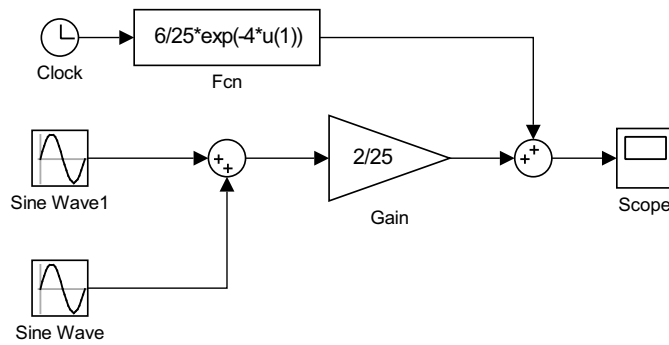 6/25*exp(-4*u(1))
Clock
Fcn
2/25
Sine Wave1
Gain
Scope
Sine Wave